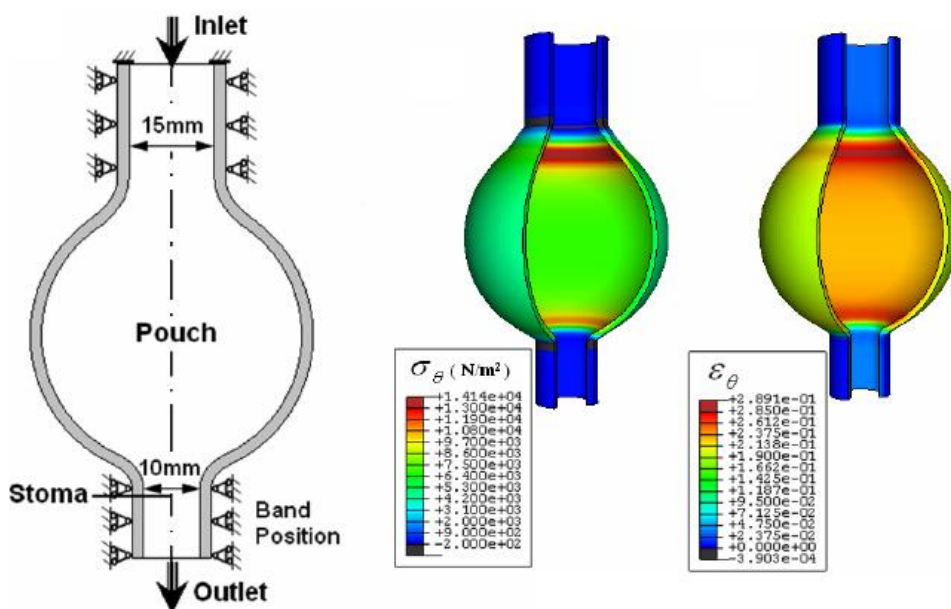 Inlet
15mm
Pouch
10mm
Stoma
Band
Position
Outlet
σ_θ (N/m²)
+1.414e+04
+1.300e+04
+1.190e+04
+1.080e+04
+9.700e+03
+8.600e+03
+7.500e+03
+6.400e+03
+5.300e+03
+4.200e+03
+3.100e+03
+2.000e+03
+9.000e+02
-2.000e+02
ε_θ
+2.891e-01
+2.850e-01
+2.612e-01
+2.375e-01
+2.138e-01
+1.900e-01
+1.662e-01
+1.425e-01
+1.187e-01
+9.500e-02
+7.125e-02
+4.750e-02
+2.375e-02
+0.000e+00
-3.903e-04